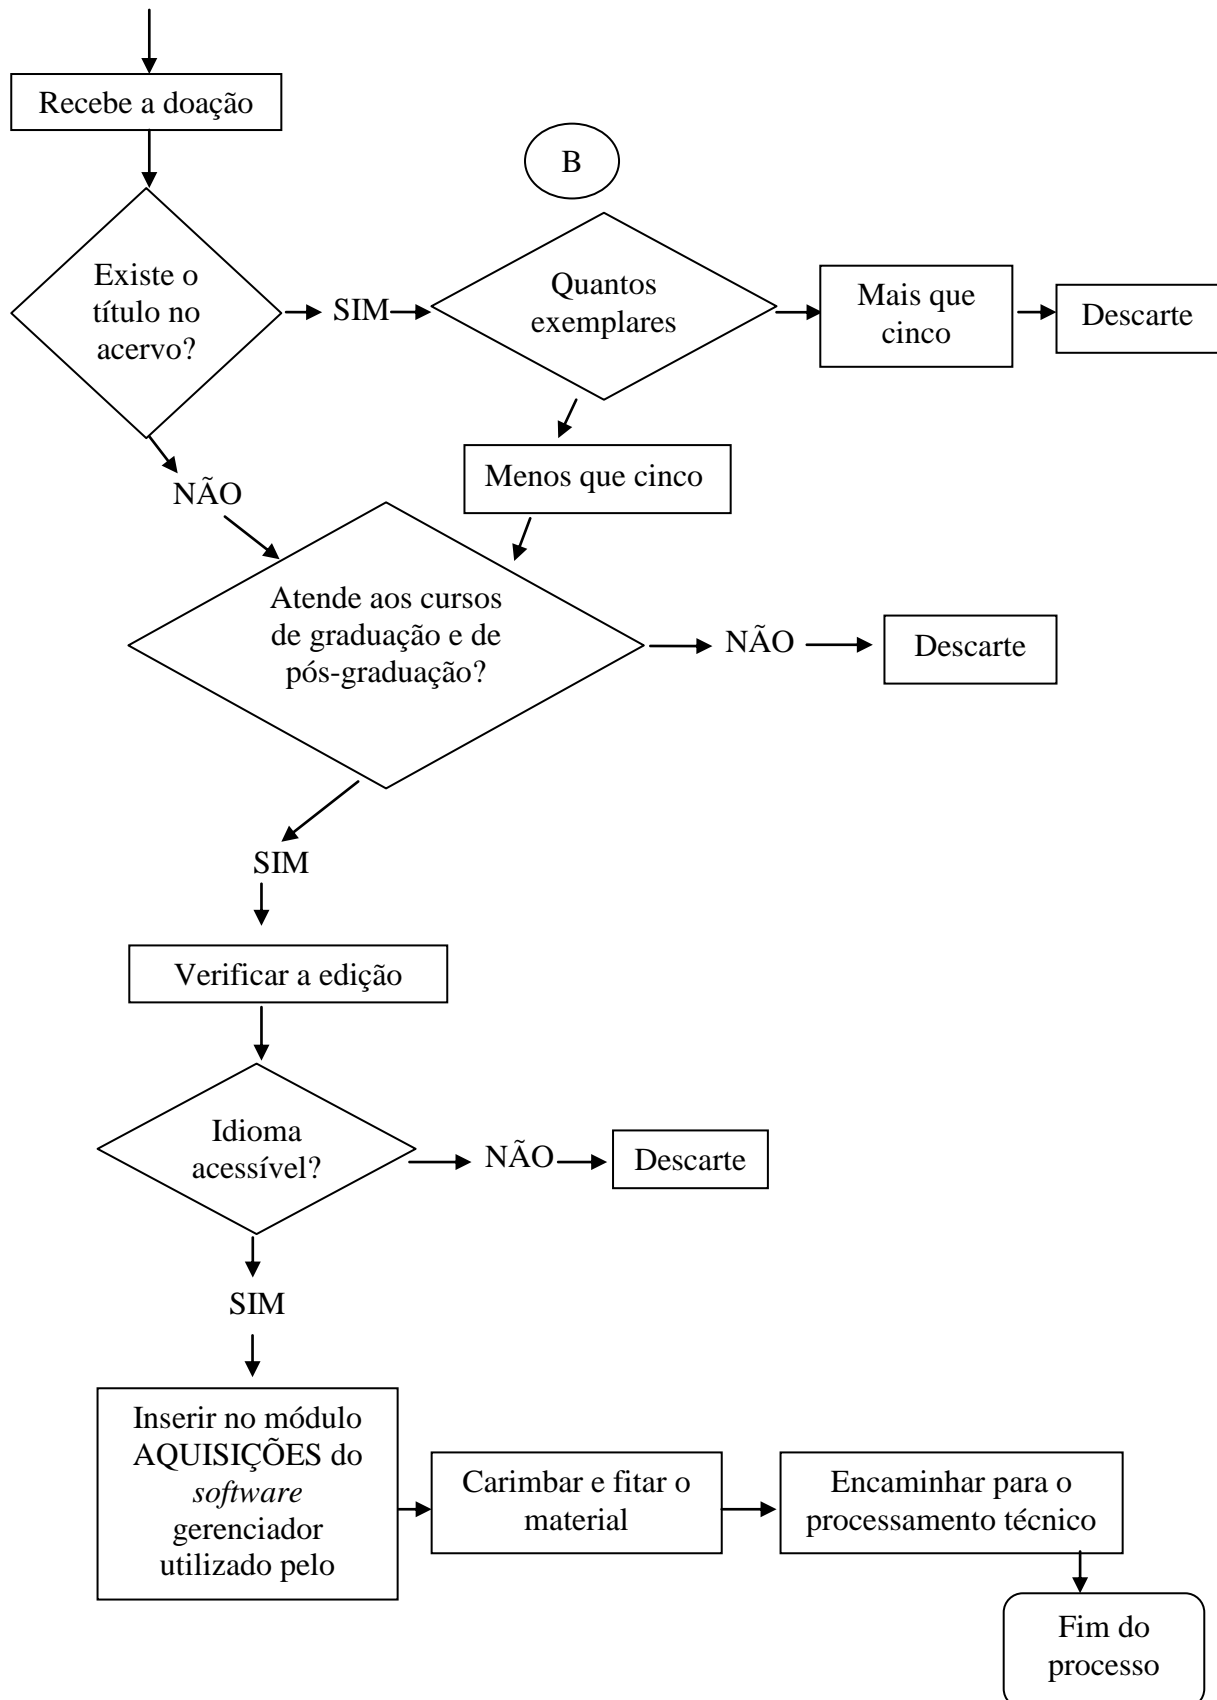 Recebe a doação
B
Existe o
título no
acervo?
SIM
Quantos
exemplares
Mais que
cinco
Descarte
Menos que cinco
NÃO
Atende aos cursos
de graduação e de
pós-graduação?
NÃO
Descarte
SIM
Verificar a edição
Idioma
acessível?
NÃO
Descarte
SIM
Inserir no módulo
AQUISIÇÕES do
software
gerenciador
utilizado pelo
Carimbar e fitar o
material
Encaminhar para o
processamento técnico
Fim do
processo